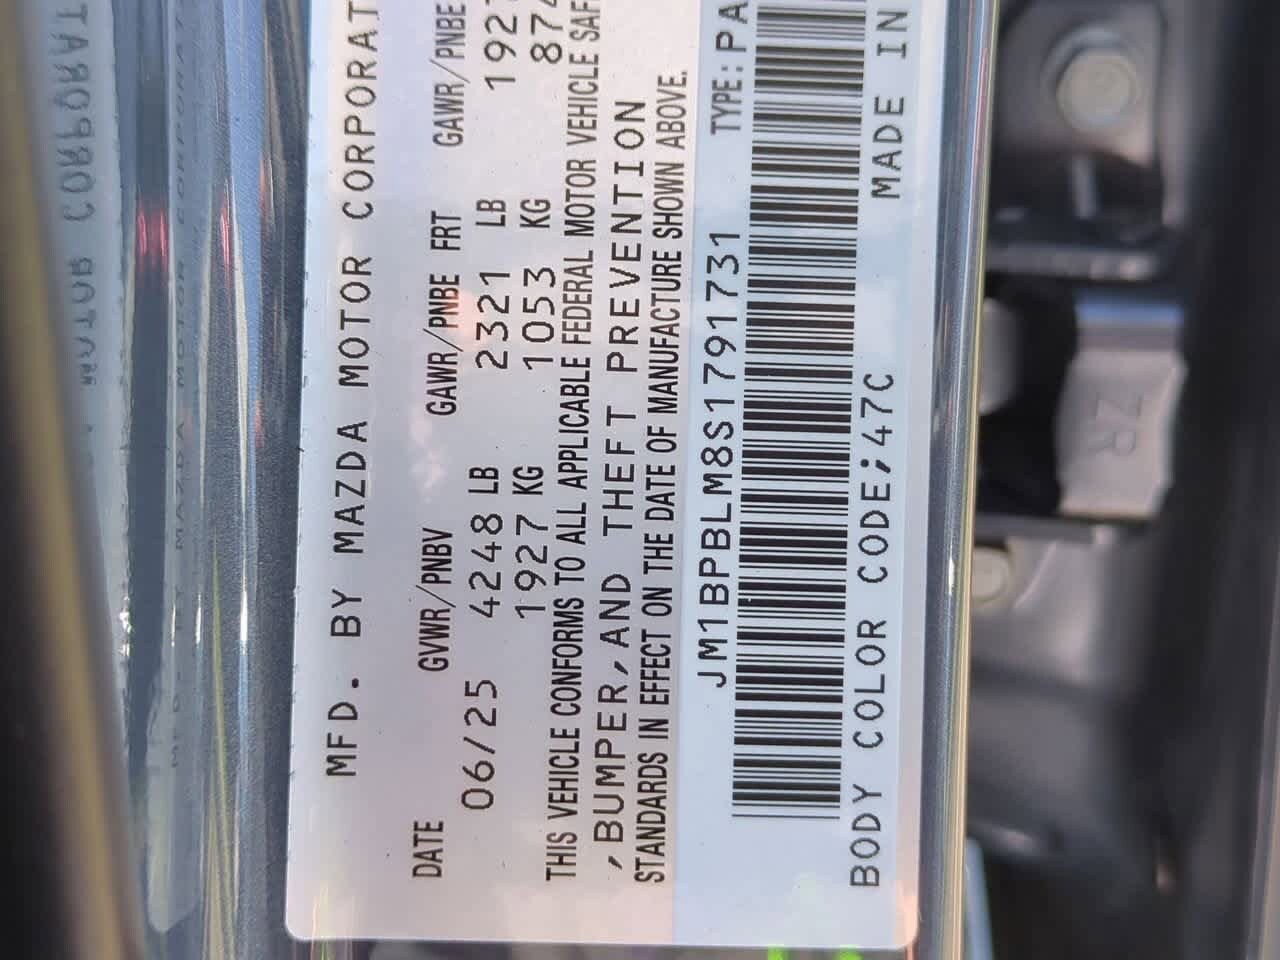 MFD. BY MAZDA MOTOR CORPORAT
DATE GVWR/PNBV GAWR/PNBE FRT GAWR/PNBE
06/25 4248 LB 2321 LB 192
1927 KG 1053 KG 874
THIS VEHICLE CONFORMS TO ALL APPLICABLE FEDERAL MOTOR VEHICLE SAF
,BUMPER,AND THEFT PREVENTION
STANDARDS IN EFFECT ON THE DATE OF MANUFACTURE SHOWN ABOVE.
JM1BPBLM8S1791731 TYPE:PA
BODY COLOR CODE;47C MADE IN
ZR